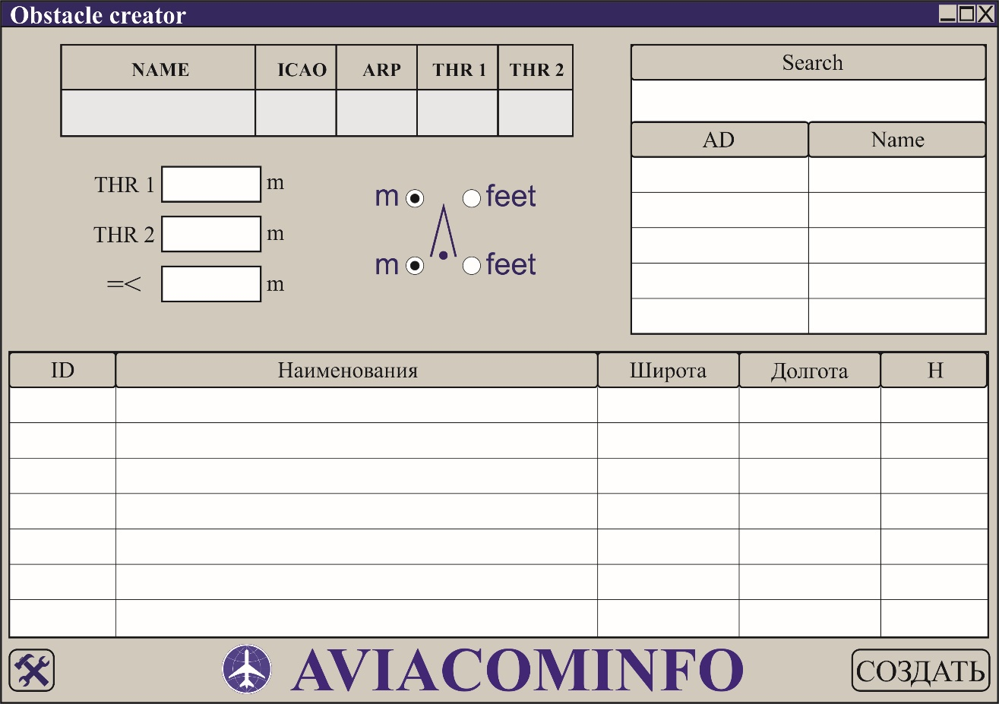 Obstacle creator
NAME ICAO ARP THR 1 THR 2
Search
AD Name
THR 1 m
THR 2 m
=< m
m feet
m feet
ID Наименования Широта Долгота H
AVIACOMINFO
СОЗДАТЬ